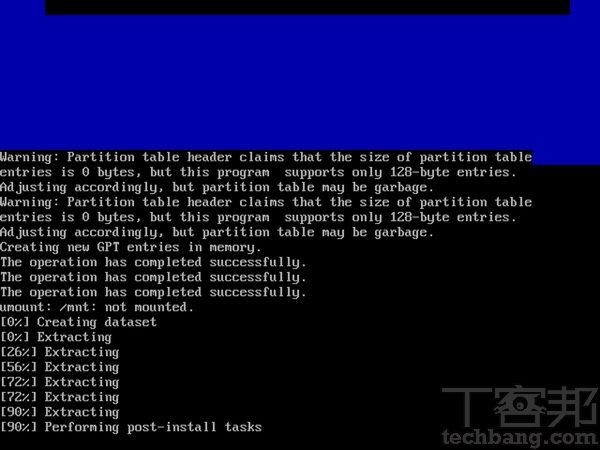 Warning: Partition table header claims that the size of partition table
entries is 0 bytes, but this program  supports only 128-byte entries.
Adjusting accordingly, but partition table may be garbage.
Warning: Partition table header claims that the size of partition table
entries is 0 bytes, but this program  supports only 128-byte entries.
Adjusting accordingly, but partition table may be garbage.
Creating new GPT entries in memory.
The operation has completed successfully.
The operation has completed successfully.
The operation has completed successfully.
umount: /mnt: not mounted.
[0%] Creating dataset
[0%] Extracting
[26%] Extracting
[56%] Extracting
[72%] Extracting
[72%] Extracting
[90%] Extracting
[90%] Performing post-install tasks
T客邦
techbang.com